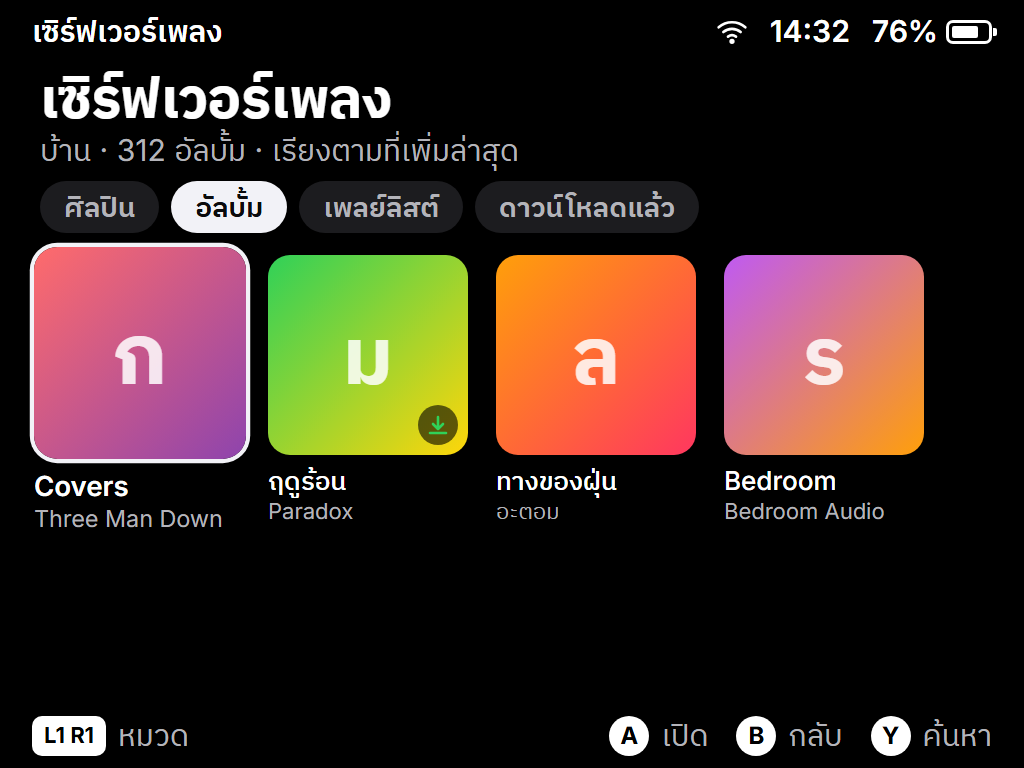 เซิร์ฟเวอร์เพลง 14:32 76%
เซิร์ฟเวอร์เพลง
บ้าน · 312 อัลบั้ม · เรียงตามที่เพิ่มล่าสุด
ศิลปิน อัลบั้ม เพลย์ลิสต์ ดาวน์โหลดแล้ว
ก ม ล ร
Covers ฤดูร้อน ทางของฝุ่น Bedroom
Three Man Down Paradox อะตอม Bedroom Audio
L1 R1 หมวด A เปิด B กลับ Y ค้นหา